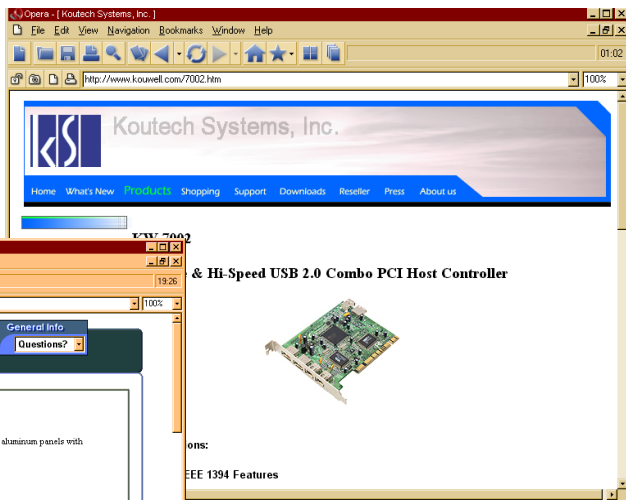 Opera - [ Koutech Systems, Inc. ]
File Edit View Navigation Bookmarks Window Help
01:02
http://www.kouwell.com/7002.htm
100%
kS
Koutech Systems, Inc.
Home What's New Products Shopping Support Downloads Reseller Press About us
KW 7002
& Hi-Speed USB 2.0 Combo PCI Host Controller
19:26
100%
General Info
Questions?
aluminum panels with
ons:
EEE 1394 Features